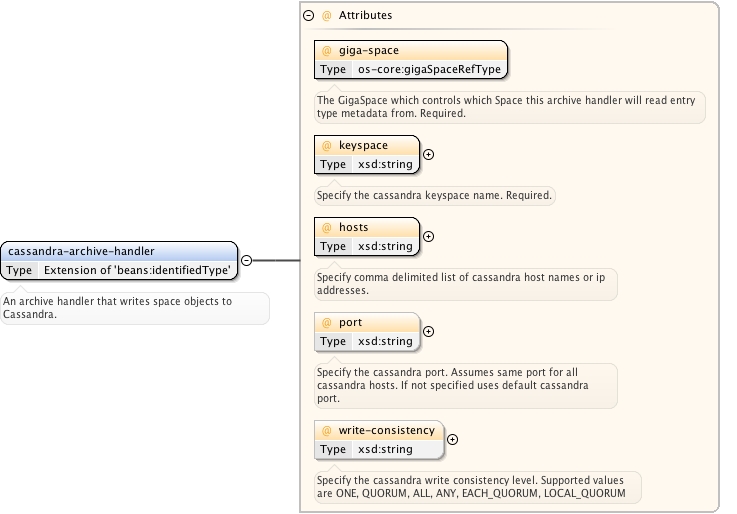 @ Attributes
@ giga-space
Type os-core:gigaSpaceRefType
The GigaSpace which controls which Space this archive handler will read entry
type metadata from. Required.
@ keyspace
Type xsd:string
Specify the cassandra keyspace name. Required.
@ hosts
Type xsd:string
Specify comma delimited list of cassandra host names or ip
addresses.
cassandra-archive-handler
Type Extension of 'beans:identifiedType'
An archive handler that writes space objects to
Cassandra.
@ port
Type xsd:string
Specify the cassandra port. Assumes same port for all
cassandra hosts. If not specified uses default cassandra
port.
@ write-consistency
Type xsd:string
Specify the cassandra write consistency level. Supported values
are ONE, QUORUM, ALL, ANY, EACH_QUORUM, LOCAL_QUORUM